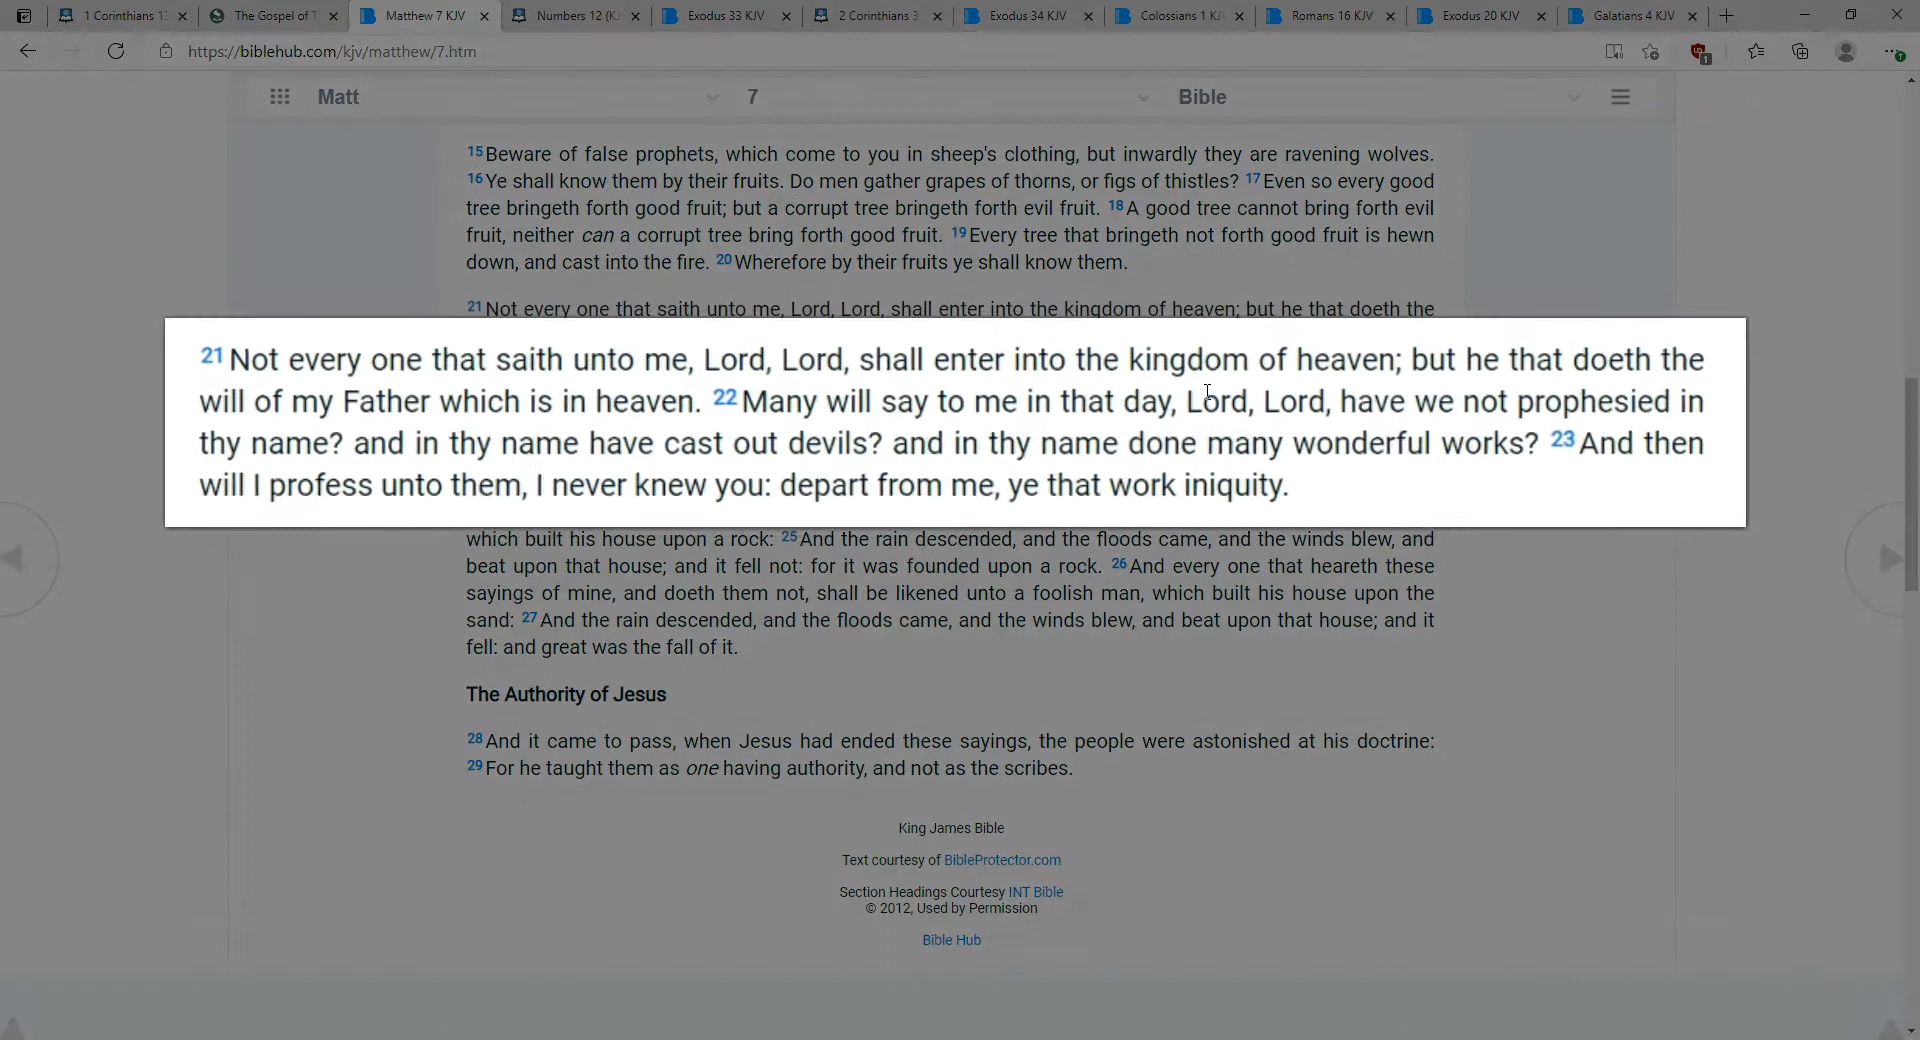 1 Corinthians 1
The Gospel of T
Matthew 7 KJV
Numbers 12 (KJ
Exodus 33 KJV
2 Corinthians 3
Exodus 34 KJV
Colossians 1 KJ
Romans 16 KJV
Exodus 20 KJV
Galatians 4 KJV
https://biblehub.com/kjv/matthew/7.htm
1
Matt 7 Bible
15 Beware of false prophets, which come to you in sheep's clothing, but inwardly they are ravening wolves.
16 Ye shall know them by their fruits. Do men gather grapes of thorns, or figs of thistles? 17 Even so every good
tree bringeth forth good fruit; but a corrupt tree bringeth forth evil fruit. 18 A good tree cannot bring forth evil
fruit, neither can a corrupt tree bring forth good fruit. 19 Every tree that bringeth not forth good fruit is hewn
down, and cast into the fire. 20 Wherefore by their fruits ye shall know them.
21 Not every one that saith unto me, Lord, Lord, shall enter into the kingdom of heaven; but he that doeth the
21 Not every one that saith unto me, Lord, Lord, shall enter into the kingdom of heaven; but he that doeth the
will of my Father which is in heaven. 22 Many will say to me in that day, Lord, Lord, have we not prophesied in
thy name? and in thy name have cast out devils? and in thy name done many wonderful works? 23 And then
will I profess unto them, I never knew you: depart from me, ye that work iniquity.
which built his house upon a rock: 25 And the rain descended, and the floods came, and the winds blew, and
beat upon that house; and it fell not: for it was founded upon a rock. 26 And every one that heareth these
sayings of mine, and doeth them not, shall be likened unto a foolish man, which built his house upon the
sand: 27 And the rain descended, and the floods came, and the winds blew, and beat upon that house; and it
fell: and great was the fall of it.
The Authority of Jesus
28 And it came to pass, when Jesus had ended these sayings, the people were astonished at his doctrine:
29 For he taught them as one having authority, and not as the scribes.
King James Bible
Text courtesy of BibleProtector.com
Section Headings Courtesy INT Bible
© 2012, Used by Permission
Bible Hub